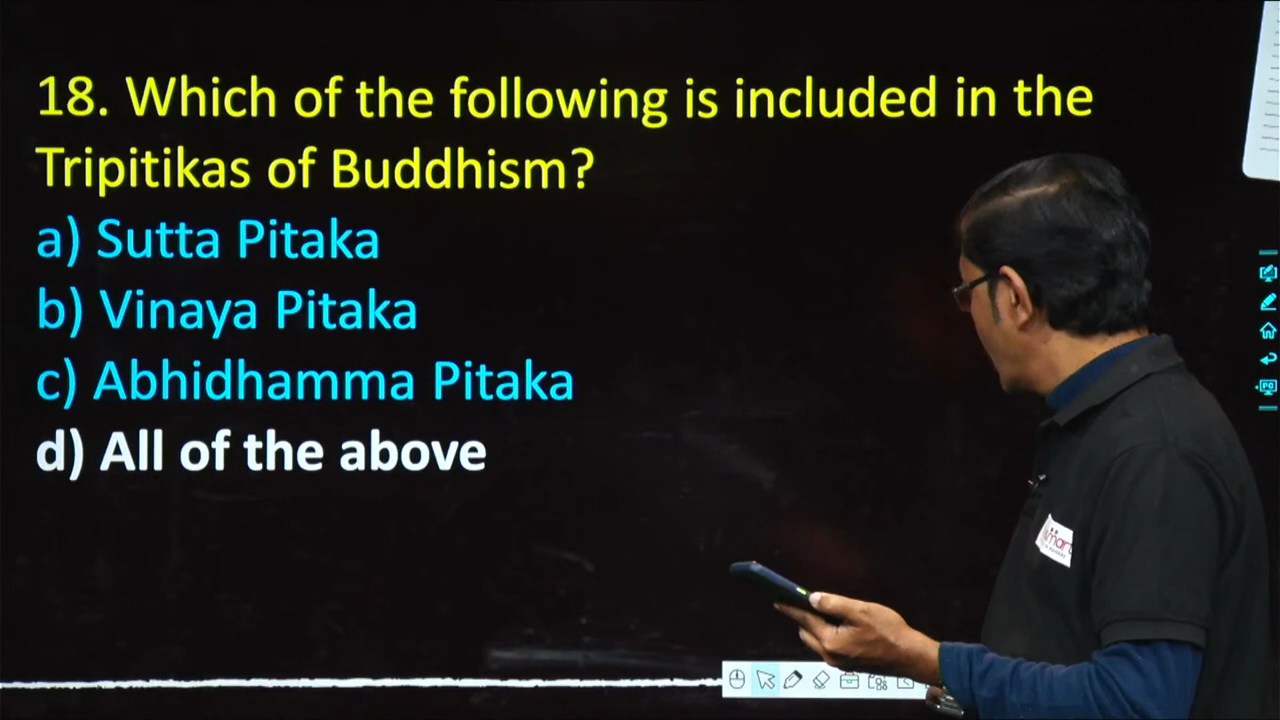 18. Which of the following is included in the
Tripitikas of Buddhism?
a) Sutta Pitaka
b) Vinaya Pitaka
c) Abhidhamma Pitaka
d) All of the above